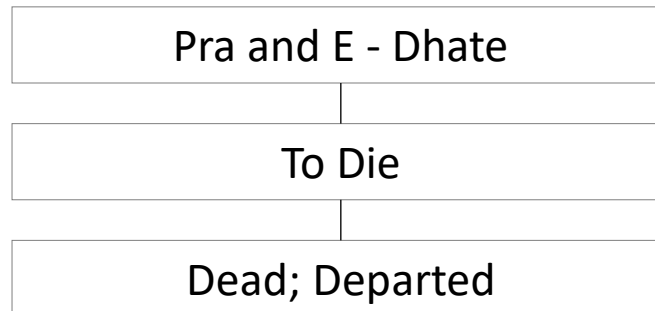 Pra and E - Dhate
To Die
Dead; Departed